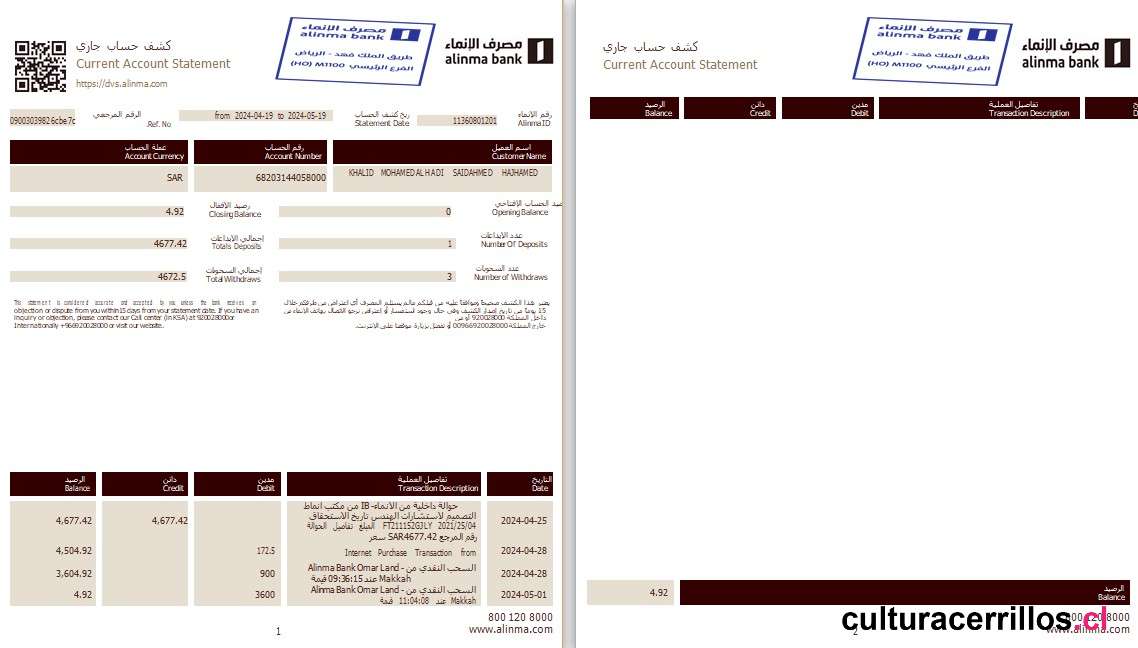 كشف حساب جاري
Current Account Statement
https://dvs.alinma.com
مصرف الإنماء
alinma bank
طريق الملك فهد - الرياض
الفرع الرئيسي M1100 (HO)
مصرف الإنماء
alinma bank
0900303982 6cbe7c
الرقم المرجعي
Ref. No.
from 2024-04-19 to 2024-05-19
ريخ كشف الحساب
Statement Date
11360801201
رقم الانماء
Alinma ID
عملة الحساب
Account Currency
رقم الحساب
Account Number
اسم العميل
Customer Name
SAR
68203144058000
KHALID MOHAMEDALHADI SAIDAHMED HAJHAMED
4.92
رصيد الاقفال
Closing Balance
0
يد الحساب الافتتاحي
Opening Balance
4677.42
إجمالي الايداعات
Totals Deposits
1
عدد الايداعات
Number Of Deposits
4672.5
إجمالي السحوبات
Total Withdraws
3
عدد السحوبات
Number of Withdraws
This statement is considered accurate and accepted by you unless the bank receives an
objection or dispute from you within 15 days from your statement date. If you have an
inquiry or objection, please contact our Call center (in KSA) at 920028000or
Internationally +966920028000 or visit our website.
يعتبر هذا الكشف صحيحا وموافقا عليه من قبلكم مالم يستلم المصرف أي اعتراض من طرفكم خلال
15 يوما من تاريخ إصدار الكشف وفي حال وجود استفسار أو اعتراض نرجو الاتصال بهاتف الإنماء من
داخل المملكة 920028000 أو من
خارج المملكة 00966920028000 أو تفضل بزيارة موقعنا على الانترنت.
الرصيد
Balance
دائن
Credit
مدين
Debit
تفاصيل العملية
Transaction Description
التاريخ
Date
4,677.42
4,677.42
حوالة داخلية من الانماء- IB من مكتب انماط
التصميم لاستشارات الهندس تاريخ الاستحقاق
FT211152GJLY 2021/25/04 المبلغ تفاصيل الحوالة
رقم المرجع SAR4677.42 سعر
2024-04-25
4,504.92
172.5
Internet Purchase Transaction from
2024-04-28
3,604.92
900
السحب النقدي من - Alinma Bank Omar Land
Makkah عند 09:36:15 قيمة
2024-04-28
4.92
3600
السحب النقدي من - Alinma Bank Omar Land
Makkah عند 11:04:08 قيمة
2024-05-01
800 120 8000
www.alinma.com
1
كشف حساب جاري
Current Account Statement
مصرف الإنماء
alinma bank
طريق الملك فهد - الرياض
الفرع الرئيسي M1100 (HO)
مصرف الإنماء
alinma bank
الرصيد
Balance
دائن
Credit
مدين
Debit
تفاصيل العملية
Transaction Description
4.92
الرصيد
Balance
800 120 8000
www.alinma.com
2
culturacerrillos.cl